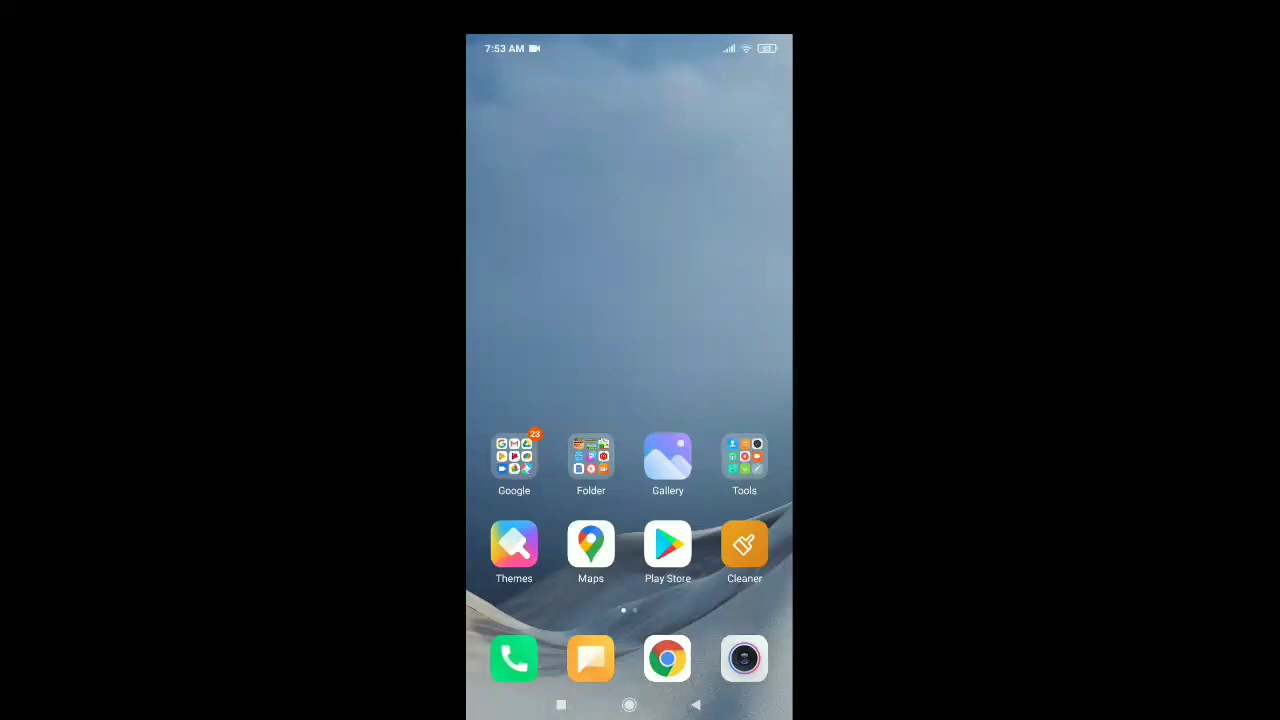 7:53 AM
23
Google
Folder
Gallery
Tools
Themes
Maps
Play Store
Cleaner